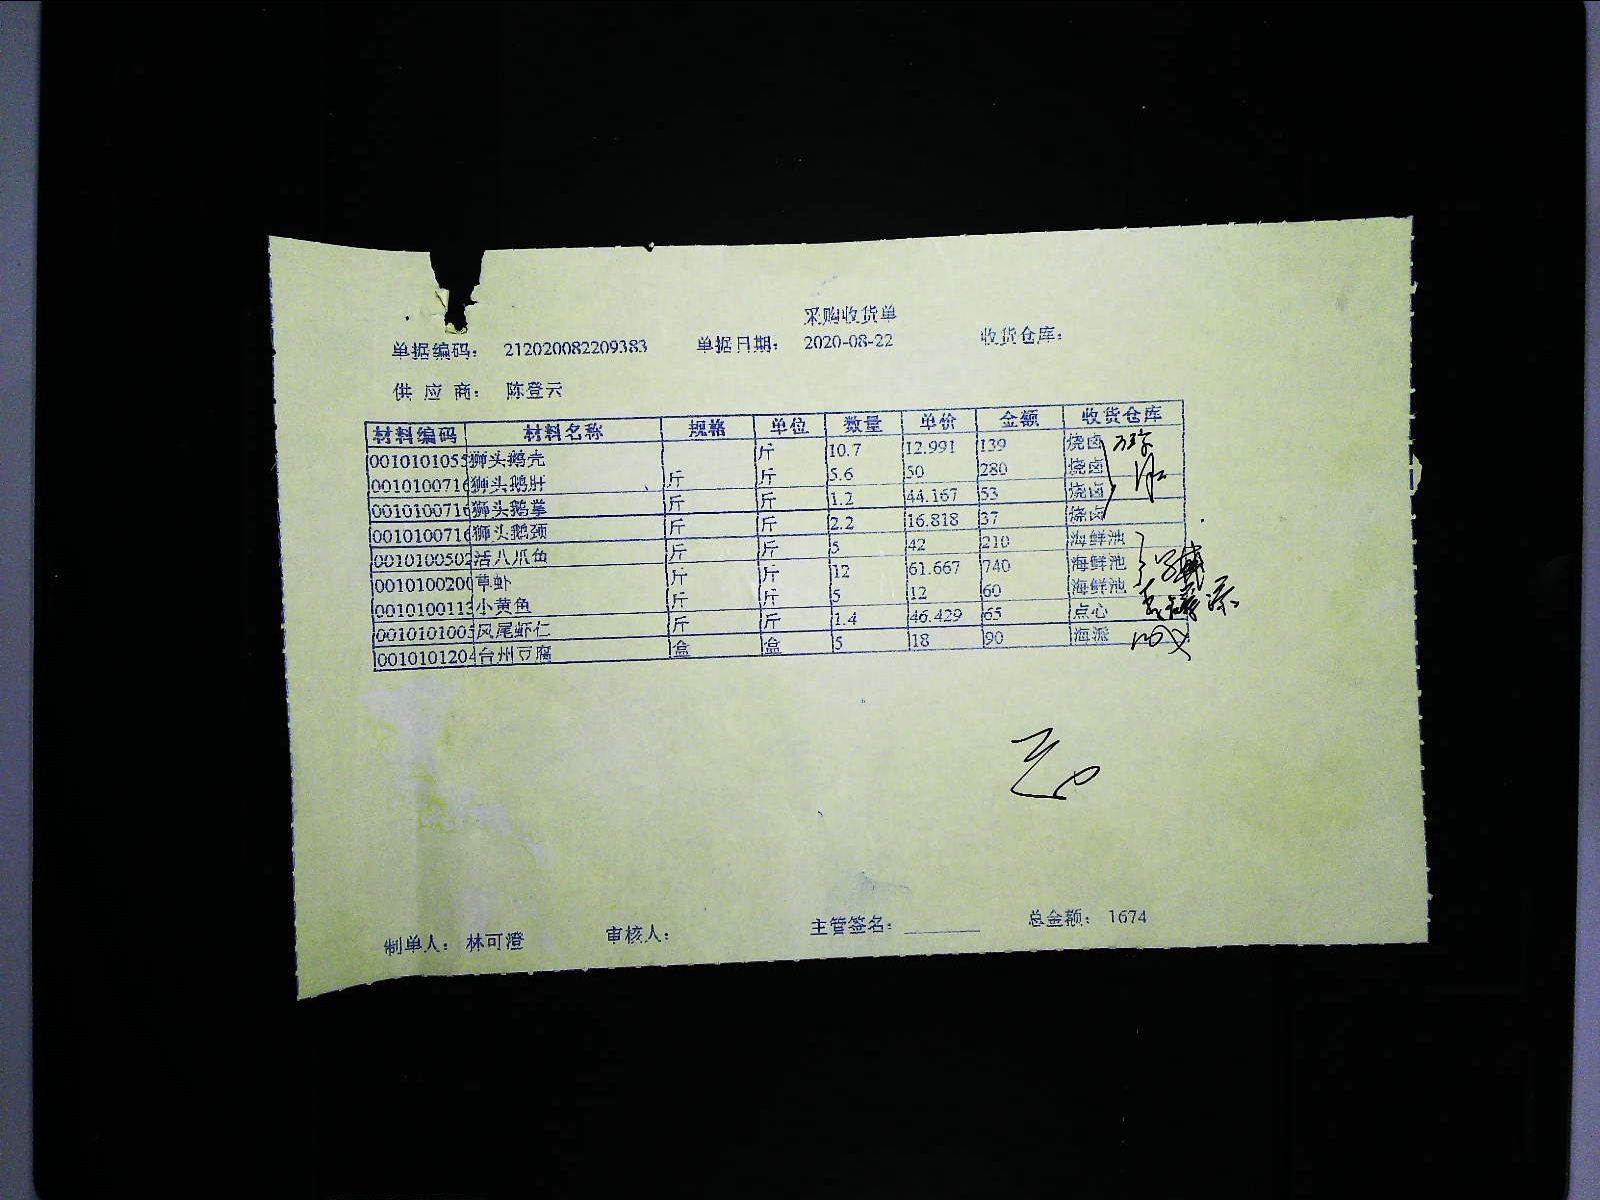 采购收货单
单据编码： 212020082209383 单据日期： 2020-08-22 收货仓库：
供 应 商： 陈登云
材料编码 材料名称 规格 单位 数量 单价 金额 收货仓库
0010101055 狮头鹅壳 斤 10.7 12.991 139 烧卤
001010071 狮头鹅肝 斤 斤 5.6 50 280 烧卤
001010071 狮头鹅掌 斤 斤 1.2 44.167 53 烧卤
001010071 狮头鹅颈 斤 斤 2.2 16.818 37 烧卤
001010050 活八爪鱼 斤 斤 5 42 210 海鲜池
001010020 草虾 斤 斤 12 61.667 740 海鲜池
001010011 小黄鱼 斤 斤 5 12 60 海鲜池
001010100 凤尾虾仁 斤 斤 1.4 46.429 65 点心
001010120 台州豆腐 盒 盒 5 18 90 海派
制单人： 林可澄 审核人： 主管签名： 总金额： 1674